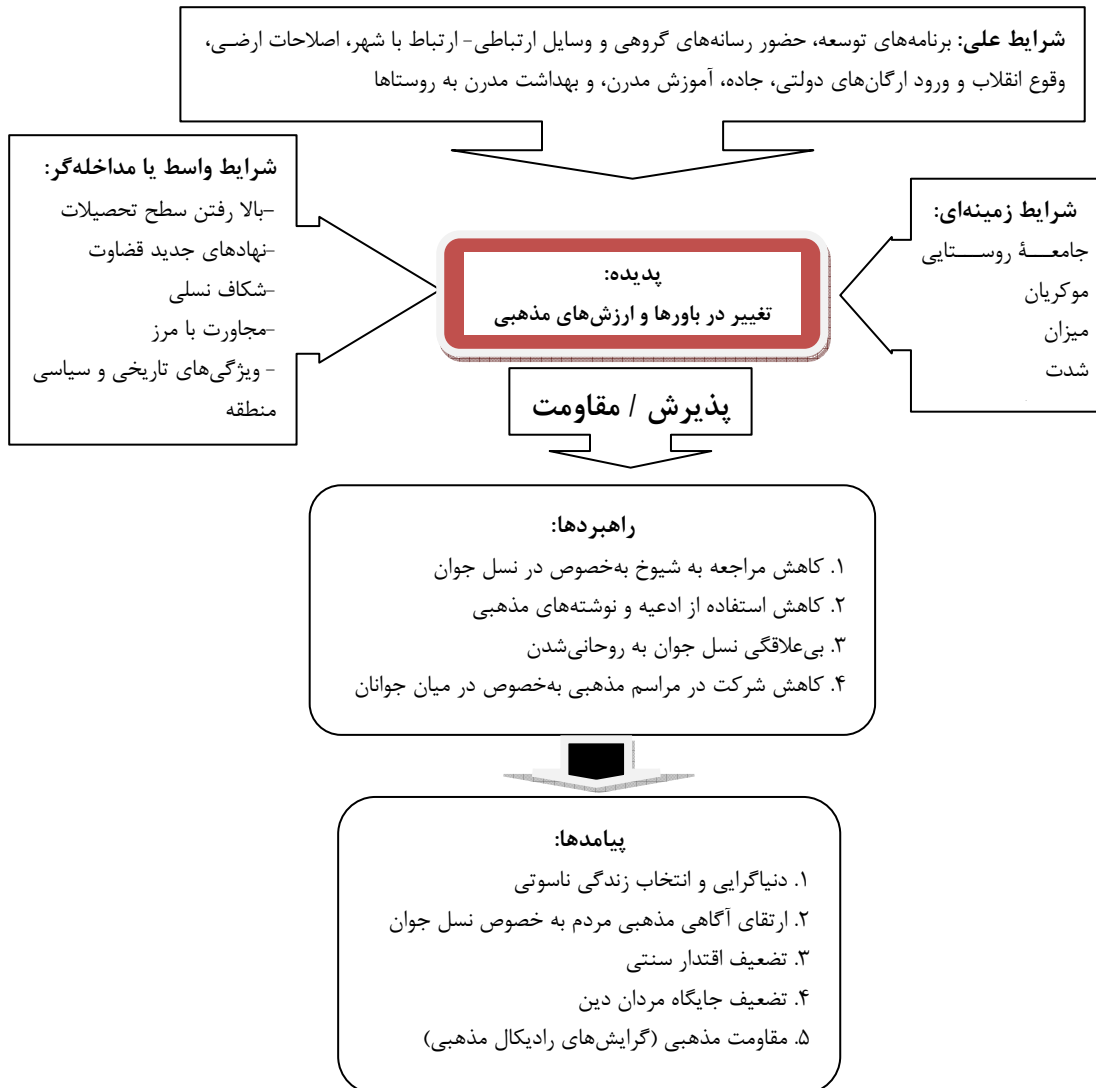 شرایط علی: برنامه‌های توسعه، حضور رسانه‌های گروهی و وسایل ارتباطی- ارتباط با شهر، اصلاحات ارضی،
وقوع انقلاب و ورود ارگان‌های دولتی، جاده، آموزش مدرن، و بهداشت مدرن به روستاها
شرایط زمینه‌ای:
جامعۀ روستایی
موکریان
میزان
شدت
شرایط واسط یا مداخله‌گر:
-بالا رفتن سطح تحصیلات
-نهادهای جدید قضاوت
-شکاف نسلی
-مجاورت با مرز
- ویژگی‌های تاریخی و سیاسی
منطقه
پدیده:
تغییر در باورها و ارزش‌های مذهبی
پذیرش / مقاومت
راهبردها:
۱. کاهش مراجعه به شیوخ به‌خصوص در نسل جوان
۲. کاهش استفاده از ادعیه و نوشته‌های مذهبی
۳. بی‌علاقگی نسل جوان به روحانی‌شدن
۴. کاهش شرکت در مراسم مذهبی به‌خصوص در میان جوانان
پیامدها:
۱. دنیاگرایی و انتخاب زندگی ناسوتی
۲. ارتقای آگاهی مذهبی مردم به خصوص نسل جوان
۳. تضعیف اقتدار سنتی
۴. تضعیف جایگاه مردان دین
۵. مقاومت مذهبی (گرایش‌های رادیکال مذهبی)